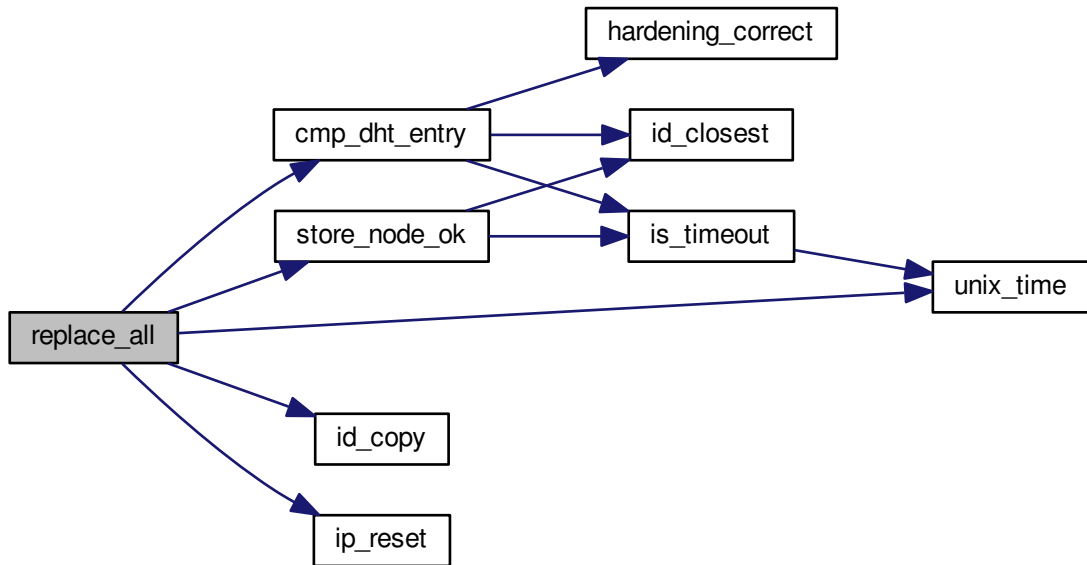 hardening_correct
cmp_dht_entry
id_closest
store_node_ok
is_timeout
unix_time
replace_all
id_copy
ip_reset